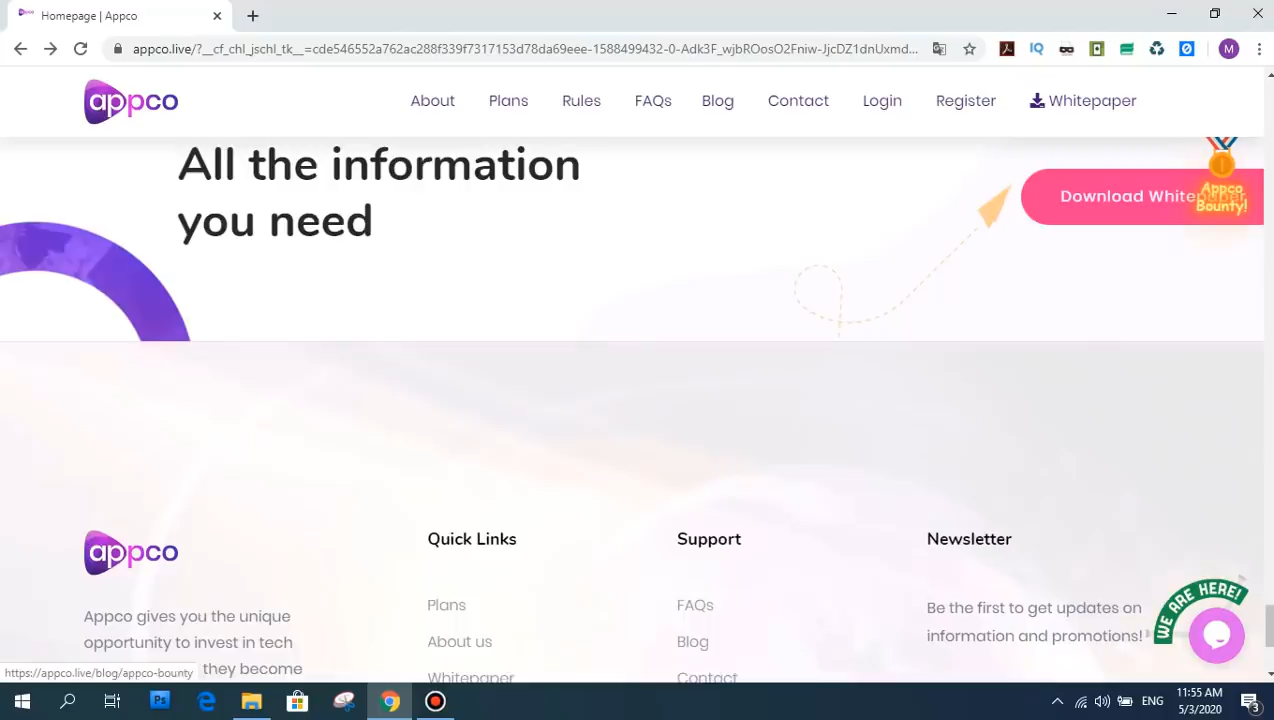 Homepage | Appco
appco.live/?__cf_chl_jschl_tk__=cde546552a762ac288f339f7317153d78da69eee-1588499432-0-Adk3F_wjbROosO2Fniw-JjcDZ1dnUxmd...
IQ
M
appco
About
Plans
Rules
FAQs
Blog
Contact
Login
Register
Whitepaper
All the information
you need
Download Whitepaper
Appco
Bounty!
appco
Appco gives you the unique
opportunity to invest in tech
they become
Quick Links
Plans
About us
Whitepaper
Support
FAQs
Blog
Contact
Newsletter
Be the first to get updates on
information and promotions!
WE ARE HERE!
https://appco.live/blog/appco-bounty
Ps
ENG
11:55 AM
5/3/2020
3